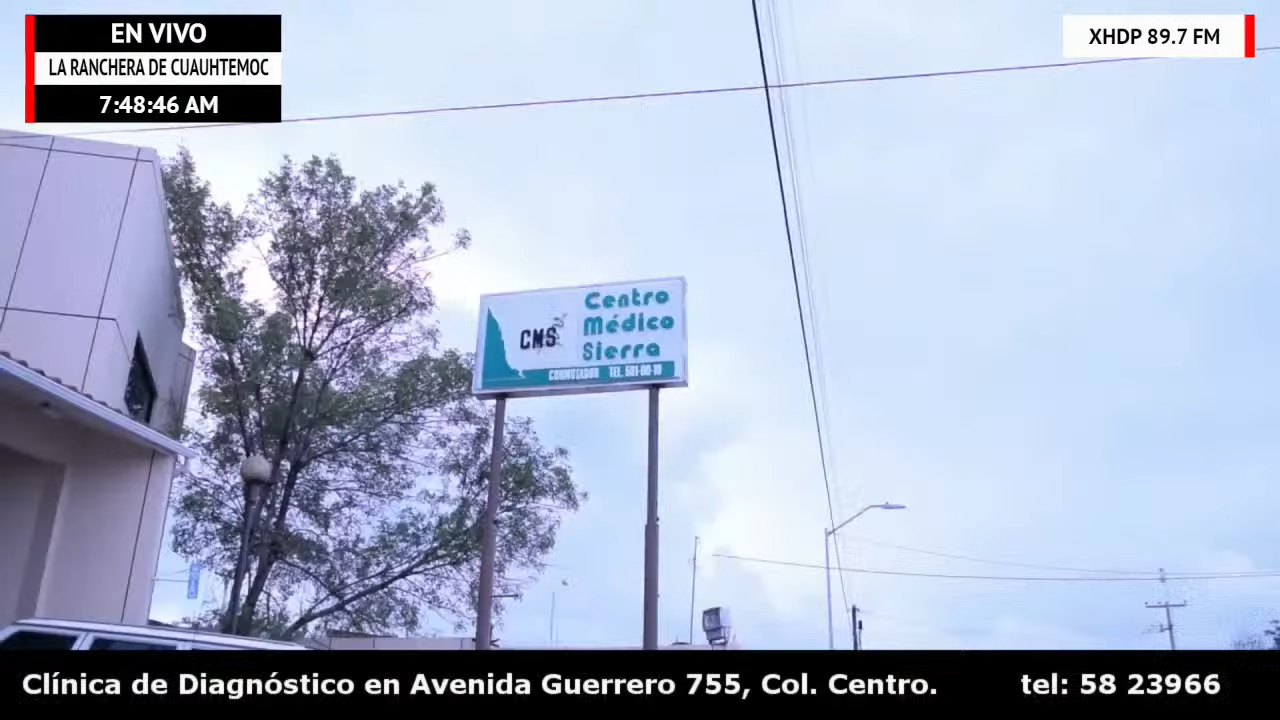 EN VIVO
LA RANCHERA DE CUAUHTEMOC
7:48:46 AM
XHDP 89.7 FM
Centro
Médico
Sierra
CMS
CONMUTADOR TEL.
Clínica de Diagnóstico en Avenida Guerrero 755, Col. Centro. tel: 58 23966